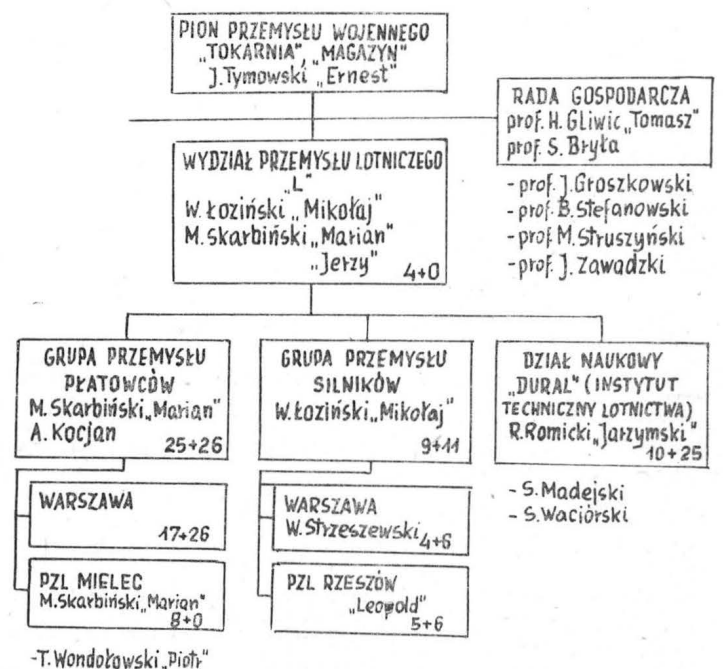 PION PRZEMYSŁU WOJENNEGO
„TOKARNIA”, „MAGAZYN”
J.Tymowski „Ernest”
RADA GOSPODARCZA
prof. H. Gliwic „Tomasz”
prof. S. Bryła
- prof. J. Groszkowski
- prof. B. Stefanowski
- prof. M. Struszyński
- prof. J. Zawadzki
WYDZIAŁ PRZEMYSŁU LOTNICZEGO
„L”
W. Łoziński „Mikołaj”
M. Skarbiński „Marian”
„Jerzy”
4+0
GRUPA PRZEMYSŁU
PŁATOWCÓW
M. Skarbiński „Marian”
A. Kocjan
25+26
WARSZAWA
17+26
PZL MIELEC
M. Skarbiński „Marian”
8+0
-T. Wondołowski „Piotr”
GRUPA PRZEMYSŁU
SILNIKÓW
W. Łoziński „Mikołaj”
9+11
WARSZAWA
W. Strzeszewski
4+6
PZL RZESZÓW
„Leopold”
5+6
DZIAŁ NAUKOWY
„DURAL” (INSTYTUT
TECHNICZNY LOTNICTWA)
R. Romicki „Jarzymski”
10+25
- S. Madejski
- S. Waciórski